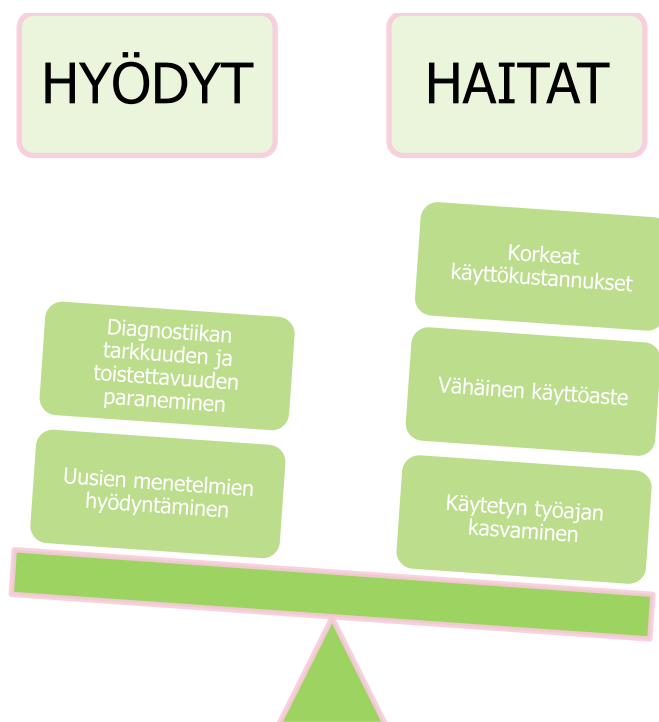 HYÖDYT
HAITAT
Diagnostiikan
tarkkuuden ja
toistettavuuden
paraneminen
Uusien menetelmien
hyödyntäminen
Korkeat
käyttökustannukset
Vähäinen käyttöaste
Käytetyn työajan
kasvaminen